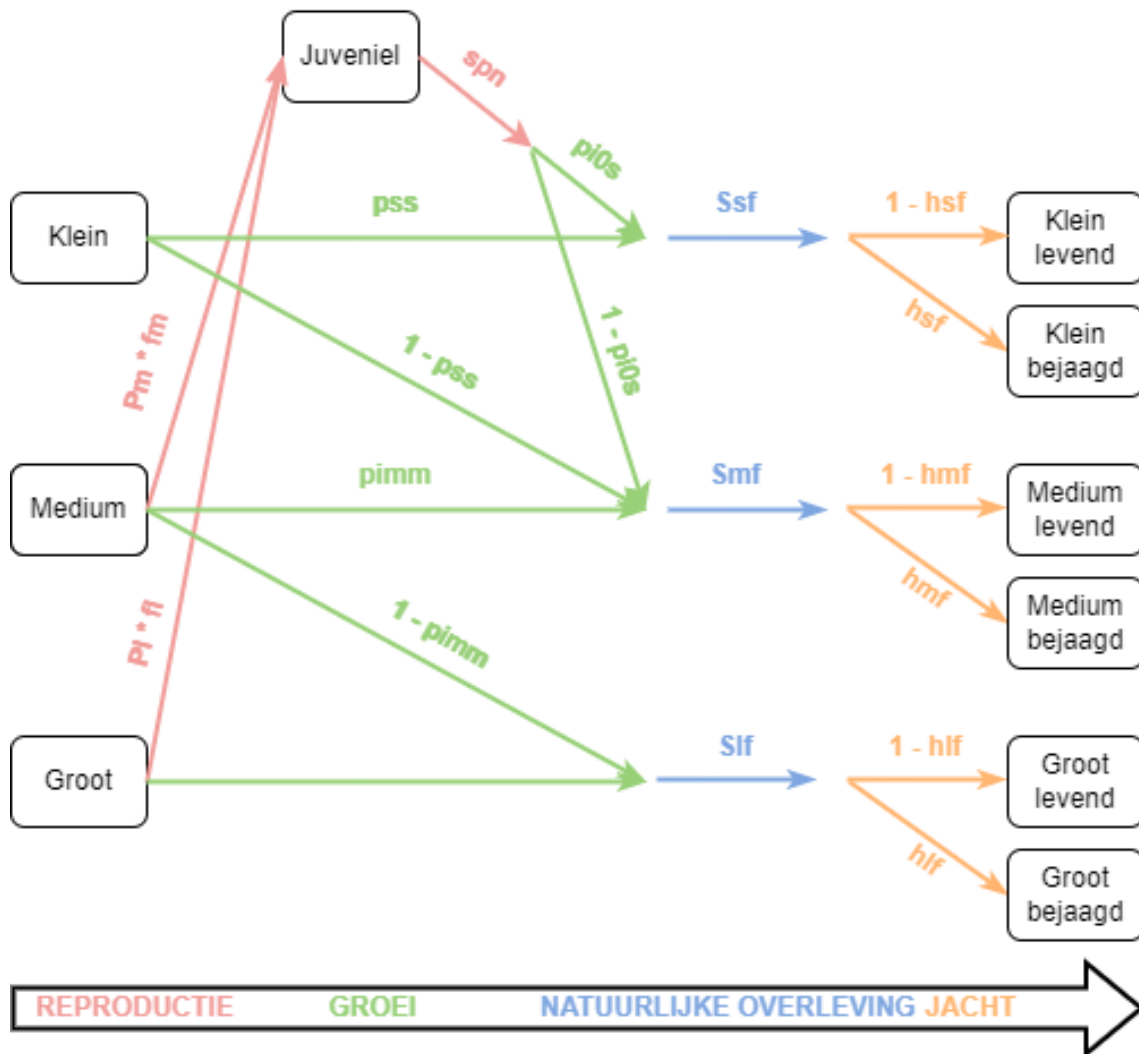 Juveniel
spn
pi0s
Klein
pss
Ssf
1 - hsf
Klein
levend
hsf
Klein
bejaagd
1 - pss
1 - pi0s
Pm * fm
Medium
pimm
Smf
1 - hmf
Medium
levend
hmf
Medium
bejaagd
1 - pimm
Pl * fl
Groot
Slf
1 - hlf
Groot
levend
hlf
Groot
bejaagd
REPRODUCTIE GROEI NATUURLIJKE OVERLEVING JACHT